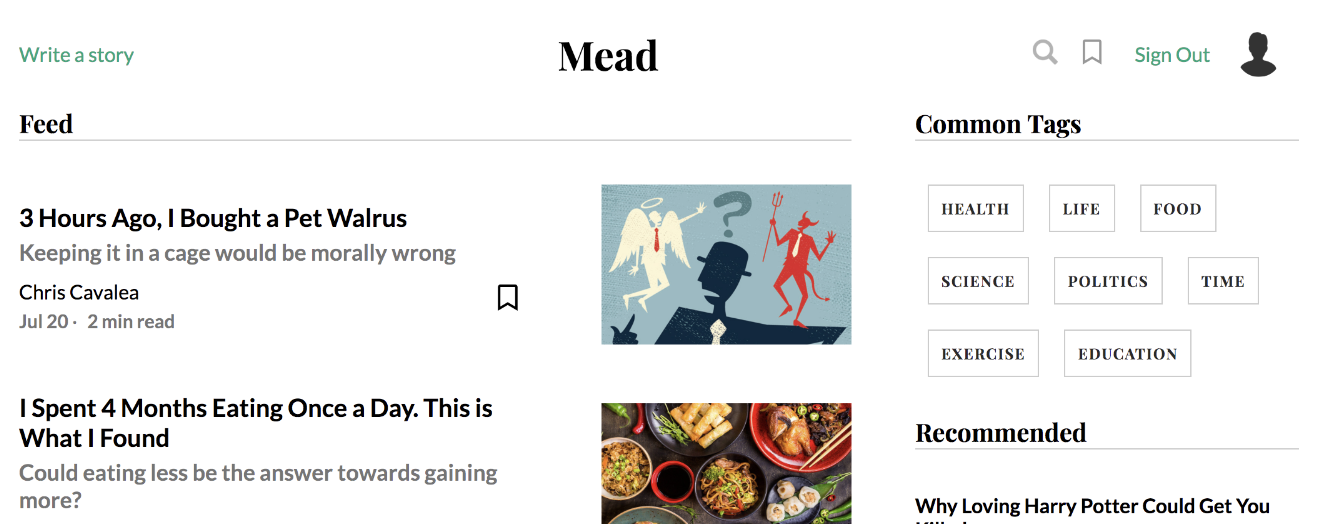 Write a story
Mead
Sign Out
Feed
3 Hours Ago, I Bought a Pet Walrus
Keeping it in a cage would be morally wrong
Chris Cavalea
Jul 20 · 2 min read
?
I Spent 4 Months Eating Once a Day. This is
What I Found
Could eating less be the answer towards gaining
more?
Common Tags
HEALTH LIFE FOOD
SCIENCE POLITICS TIME
EXERCISE EDUCATION
Recommended
Why Loving Harry Potter Could Get You